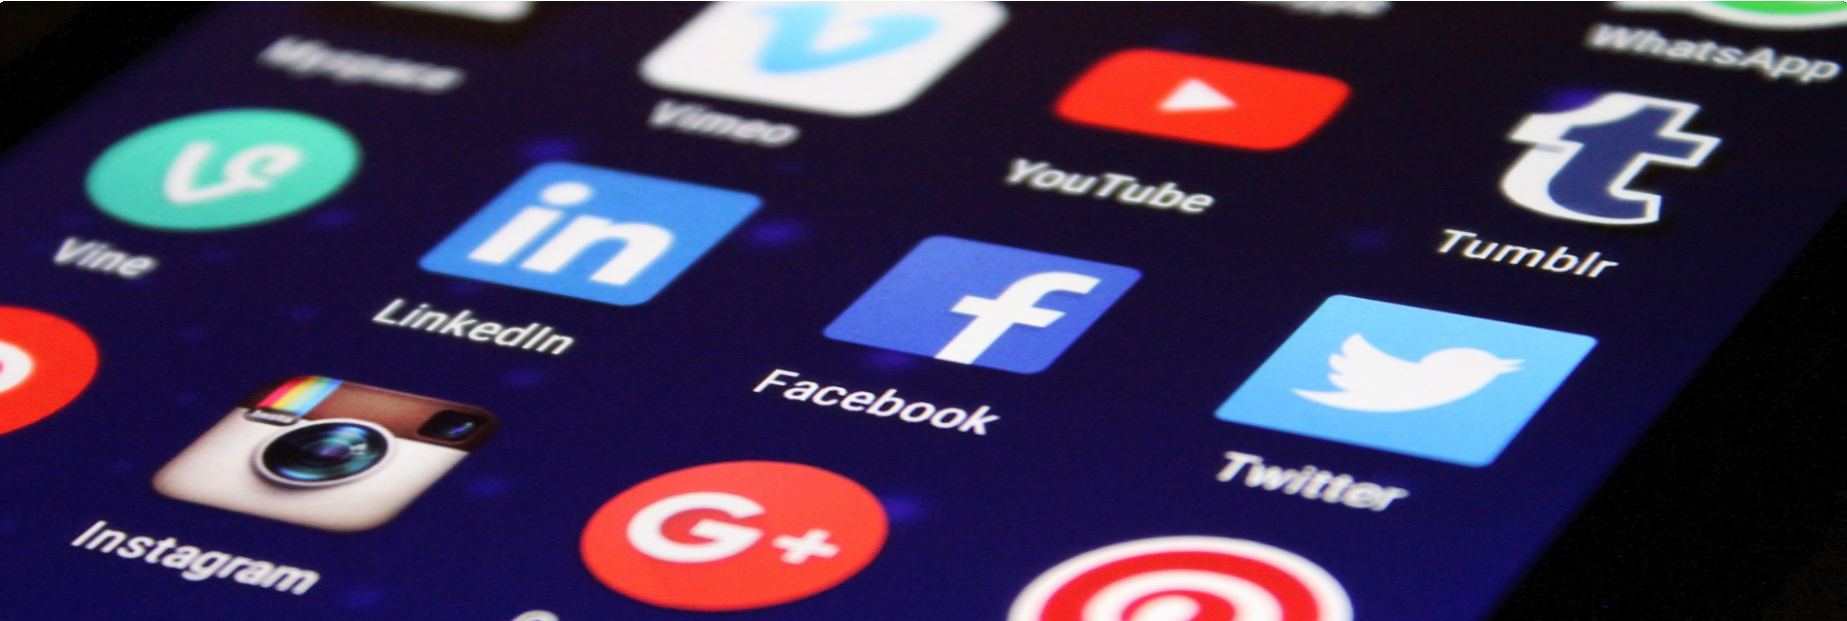 Myspace
Vimeo
YouTube
WhatsApp
Vine
LinkedIn
Facebook
Tumblr
Instagram
G+
Twitter